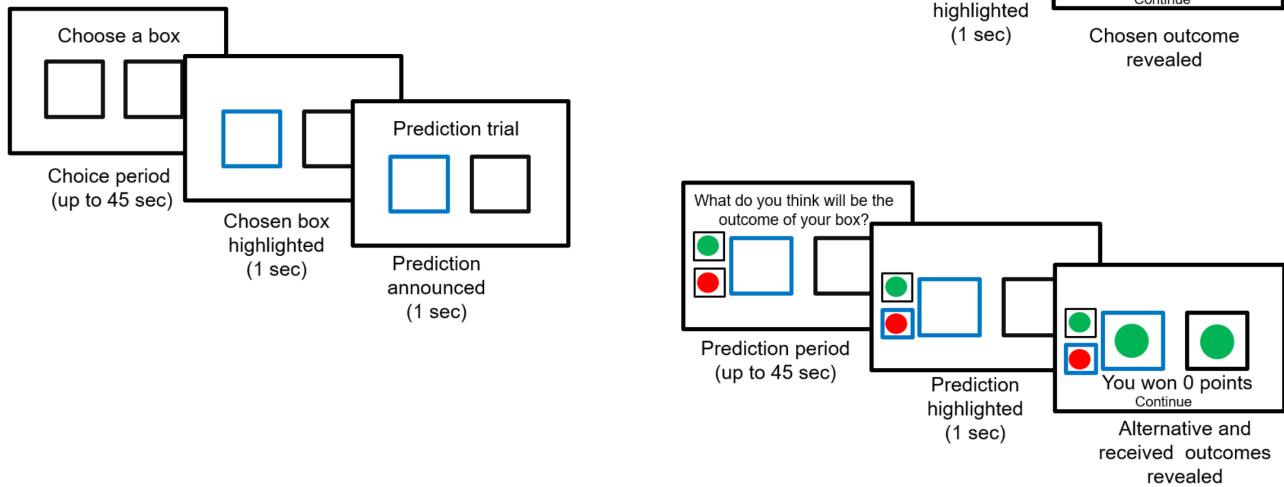 Choose a box
Choice period
(up to 45 sec)
Chosen box
highlighted
(1 sec)
Prediction trial
Prediction
announced
(1 sec)
highlighted
(1 sec)
Continue
Chosen outcome
revealed
What do you think will be the
outcome of your box?
Prediction period
(up to 45 sec)
Prediction
highlighted
(1 sec)
You won 0 points
Continue
Alternative and
received outcomes
revealed